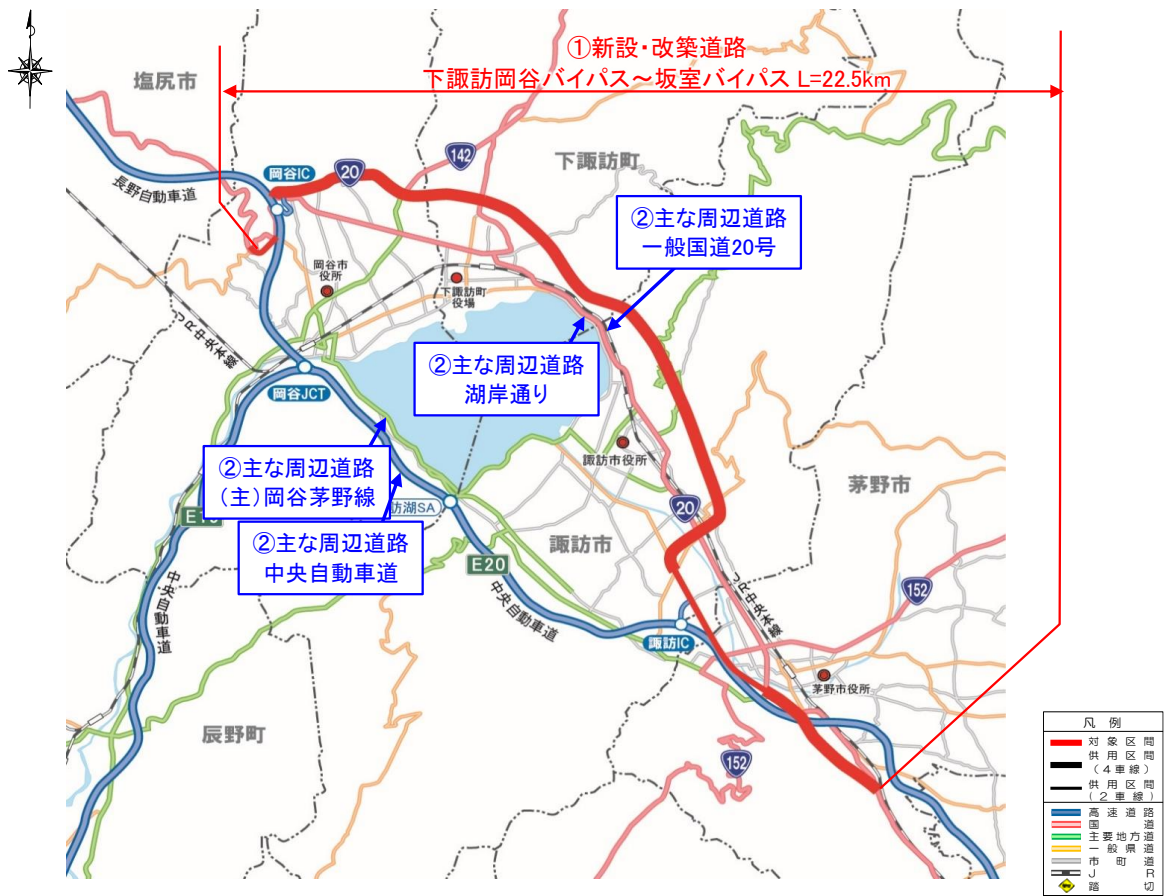 ①新設・改築道路
下諏訪岡谷バイパス～坂室バイパス L=22.5km
塩尻市
142
下諏訪町
岡谷IC
20
長野自動車道
②主な周辺道路
一般国道20号
岡谷市
役所
下諏訪町
役場
JR中央本線
②主な周辺道路
湖岸通り
岡谷JCT
諏訪市役所
②主な周辺道路
(主)岡谷茅野線
茅野市
訪湖SA
20
②主な周辺道路
中央自動車道
諏訪市
E20
152
JR中央本線
中央自動車道
中央自動車道
諏訪IC
茅野市役所
辰野町
152
凡例
対象区間
供用区間
(4車線)
供用区間
(2車線)
高速道路
国道
主要地方道
一般県道
市町道
JR
踏切